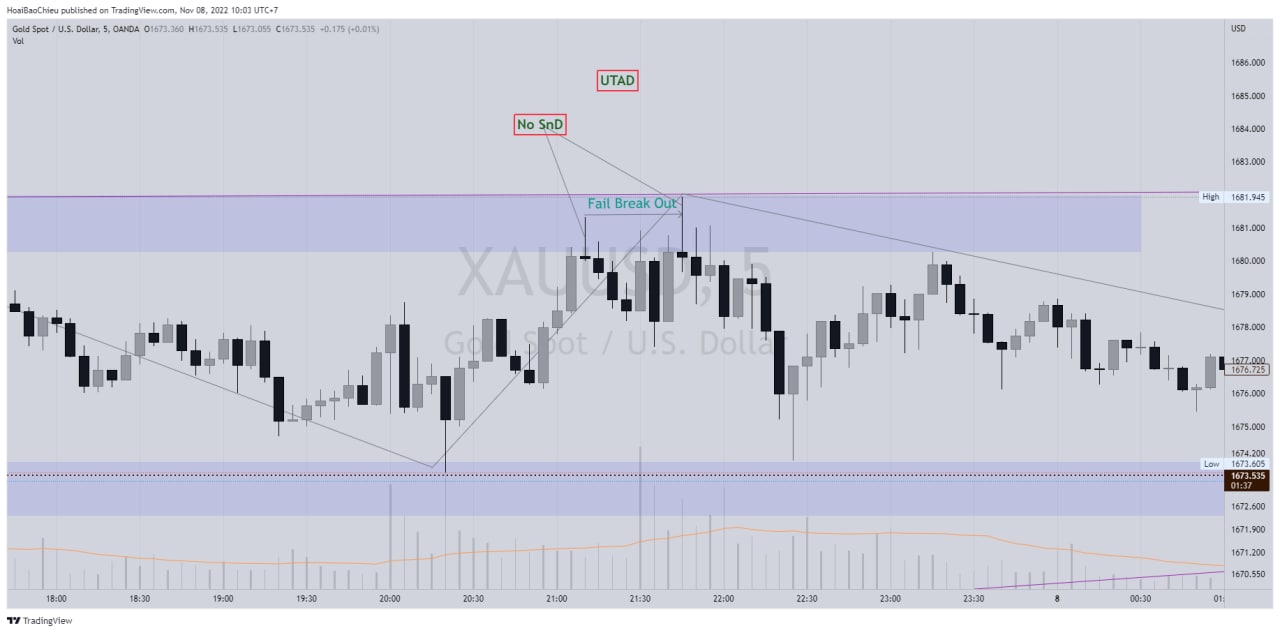 HoaiBaoChieu published on TradingView.com, Nov 08, 2022 10:03 UTC+7
Gold Spot / U.S. Dollar, 5, OANDA O1673.360 H1673.535 L1673.055 C1673.535 +0.175 (+0.01%)
USD
Vol
1686.000
UTAD
1685.000
No SnD
1684.000
1683.000
High 1681.945
Fail Break Out
1681.000
XAUUSD, 5
1680.000
1679.000
1678.000
Gold Spot / U.S. Dollar
1677.000
1676.725
1676.000
1675.000
1674.200
Low 1673.605
1673.535
01:37
1672.600
1671.900
1671.200
1670.550
18:00 18:30 19:00 19:30 20:00 20:30 21:00 21:30 22:00 22:30 23:00 23:30 8 00:30 01:
TradingView